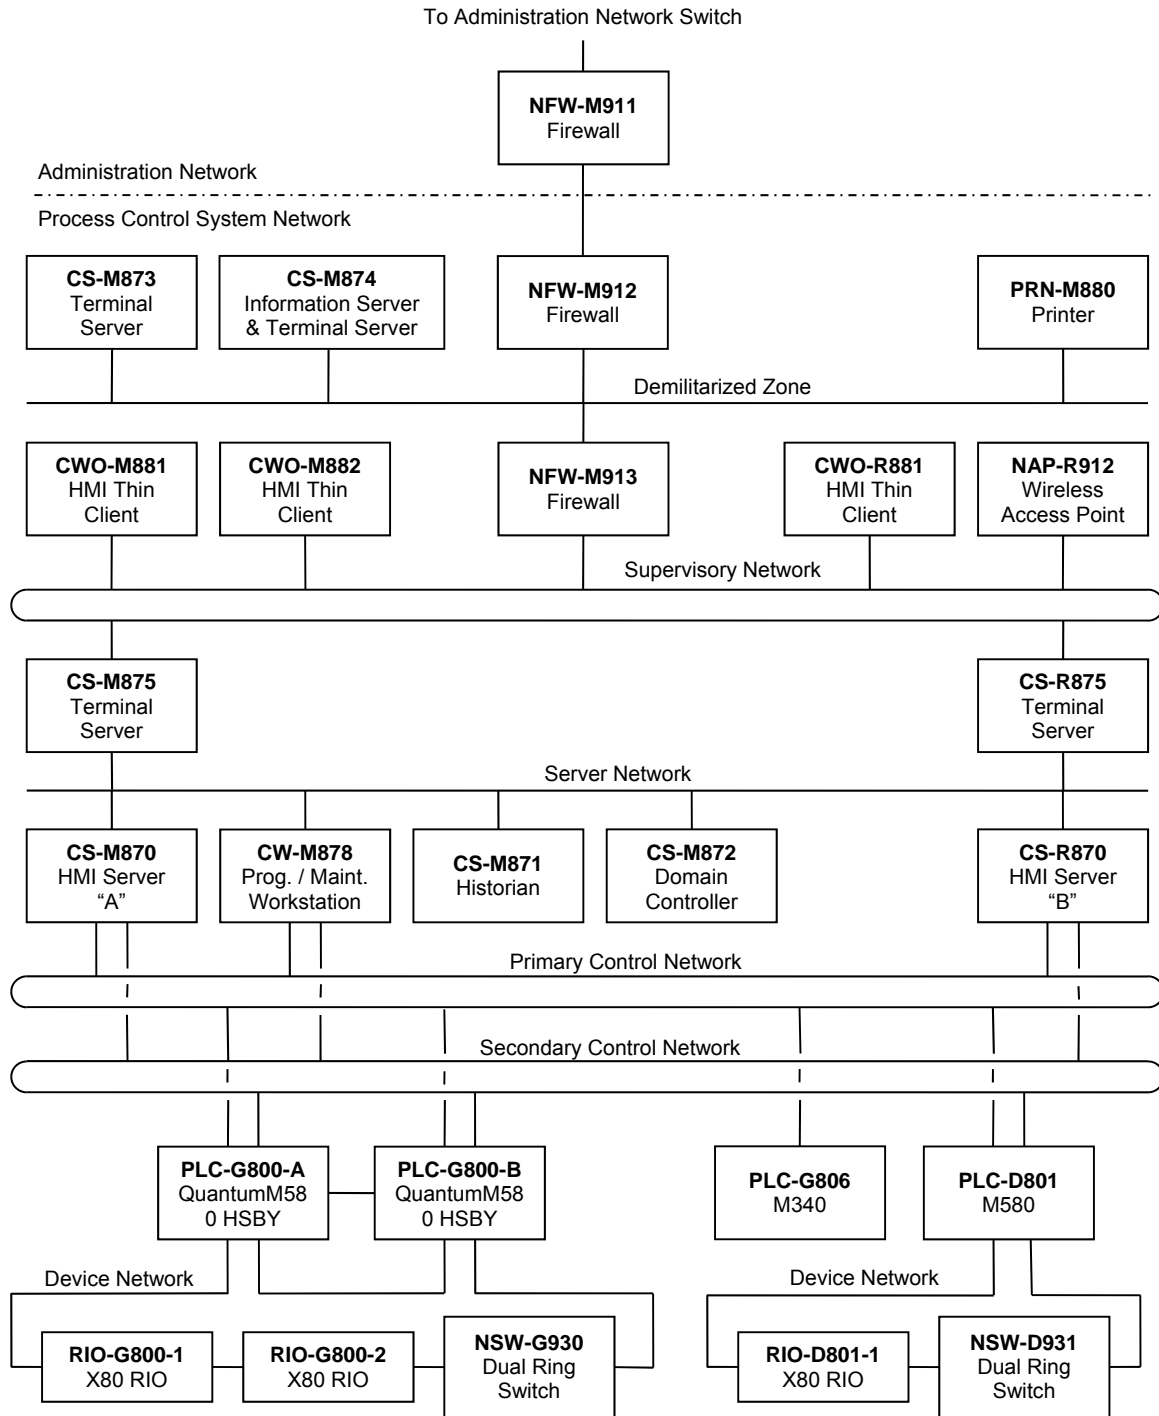 To Administration Network Switch
NFW-M911
Firewall
Administration Network
Process Control System Network
CS-M873
Terminal
Server
CS-M874
Information Server
& Terminal Server
NFW-M912
Firewall
PRN-M880
Printer
Demilitarized Zone
CWO-M881
HMI Thin
Client
CWO-M882
HMI Thin
Client
NFW-M913
Firewall
CWO-R881
HMI Thin
Client
NAP-R912
Wireless
Access Point
Supervisory Network
CS-M875
Terminal
Server
CS-R875
Terminal
Server
Server Network
CS-M870
HMI Server
“A”
CW-M878
Prog. / Maint.
Workstation
CS-M871
Historian
CS-M872
Domain
Controller
CS-R870
HMI Server
“B”
Primary Control Network
Secondary Control Network
PLC-G800-A
QuantumM58
0 HSBY
PLC-G800-B
QuantumM58
0 HSBY
PLC-G806
M340
PLC-D801
M580
Device Network
Device Network
RIO-G800-1
X80 RIO
RIO-G800-2
X80 RIO
NSW-G930
Dual Ring
Switch
RIO-D801-1
X80 RIO
NSW-D931
Dual Ring
Switch